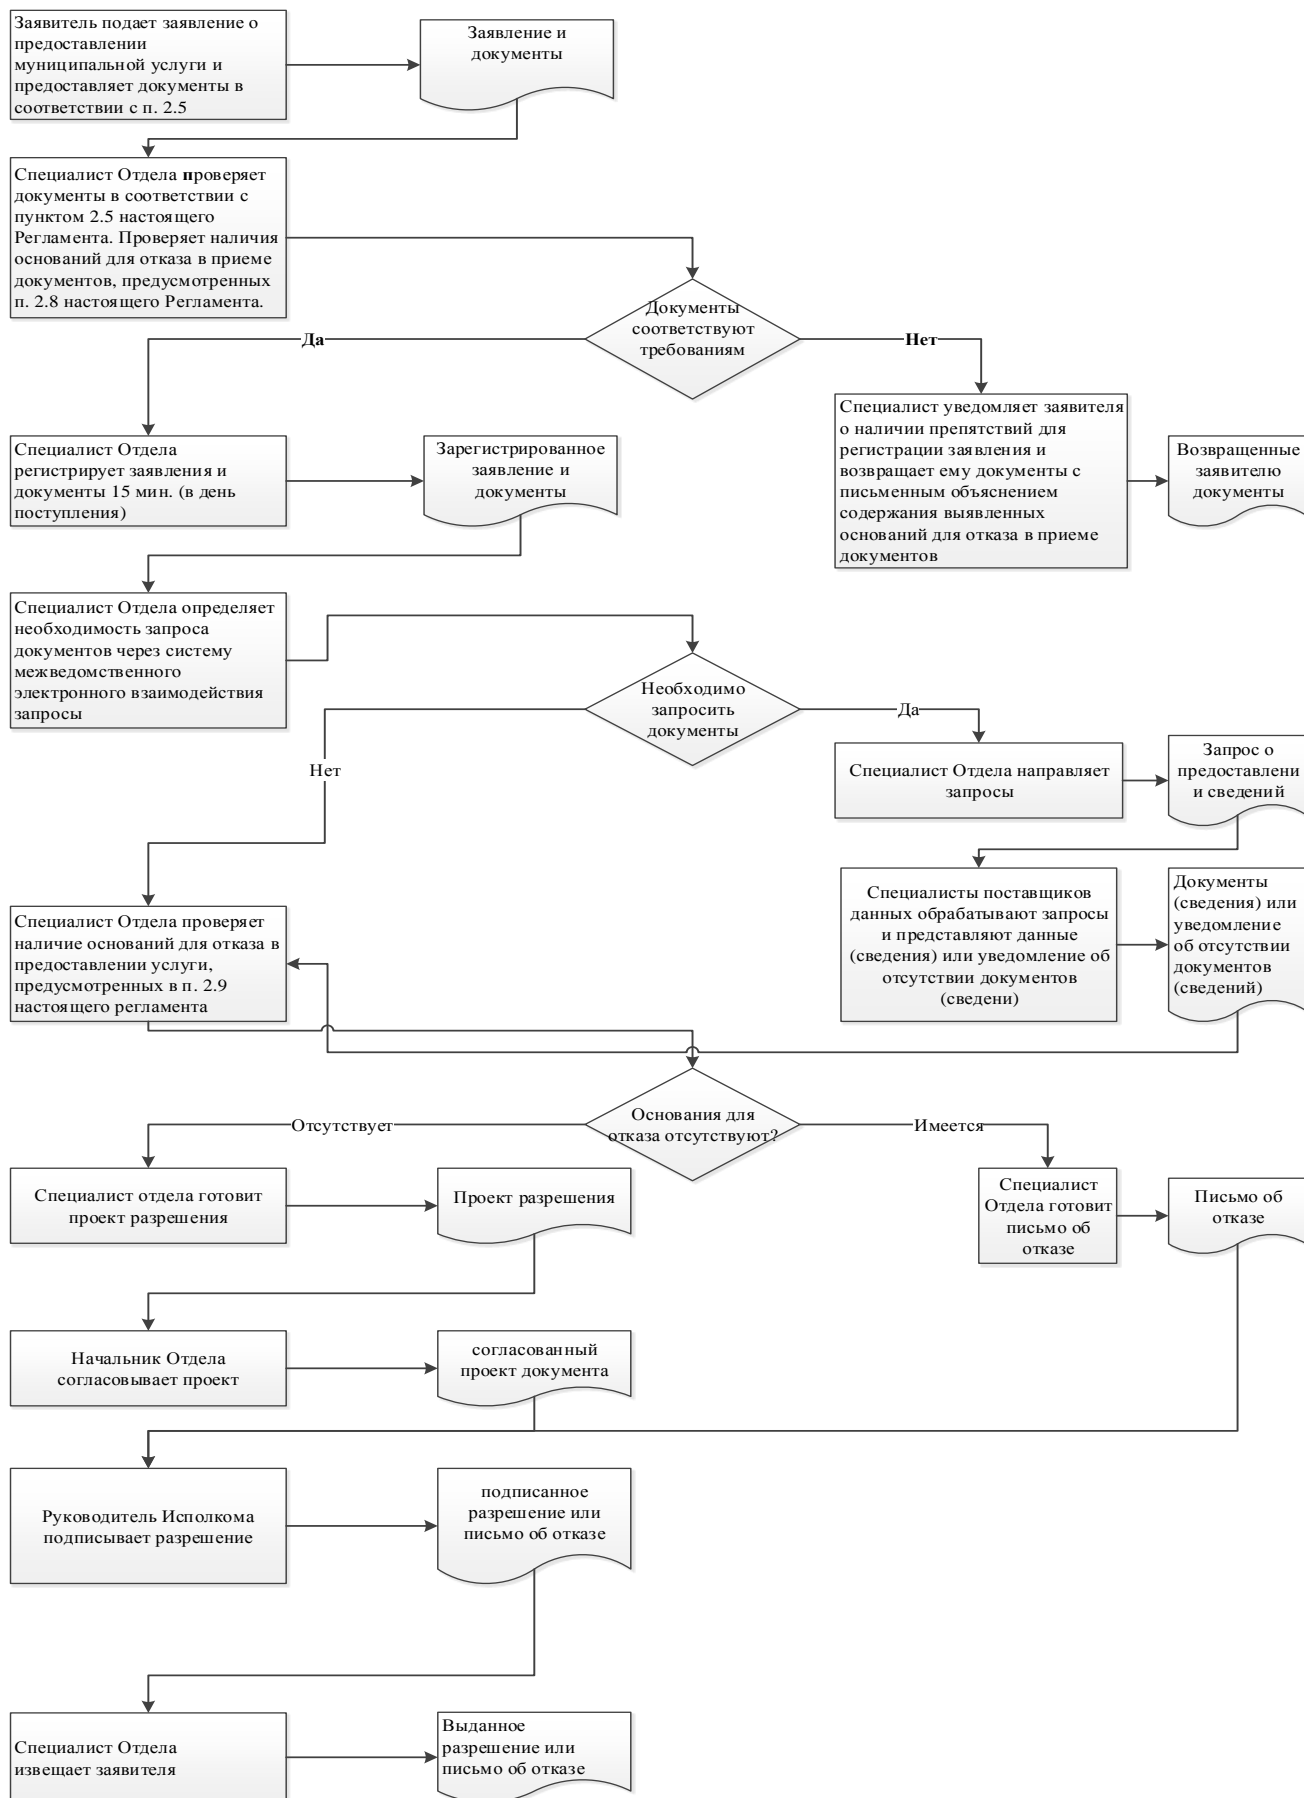 Заявитель подает заявление о
предоставлении
муниципальной услуги и
предоставляет документы в
соответствии с п. 2.5
Заявление и
документы
Специалист Отдела проверяет
документы в соответствии с
пунктом 2.5 настоящего
Регламента. Проверяет наличия
оснований для отказа в приеме
документов, предусмотренных
п. 2.8 настоящего Регламента.
Документы
соответствуют
требованиям
Да
Нет
Специалист Отдела
регистрирует заявления и
документы 15 мин. (в день
поступления)
Зарегистрированное
заявление и
документы
Специалист уведомляет заявителя
о наличии препятствий для
регистрации заявления и
возвращает ему документы с
письменным объяснением
содержания выявленных
оснований для отказа в приеме
документов
Возвращенные
заявителю
документы
Специалист Отдела определяет
необходимость запроса
документов через систему
межведомственного
электронного взаимодействия
запросы
Необходимо
запросить
документы
Нет
Да
Специалист Отдела направляет
запросы
Запрос о
предоставлени
и сведений
Специалист Отдела проверяет
наличие оснований для отказа в
предоставлении услуги,
предусмотренных в п. 2.9
настоящего регламента
Специалисты поставщиков
данных обрабатывают запросы
и представляют данные
(сведения) или уведомление об
отсутствии документов
(сведени)
Документы
(сведения) или
уведомление
об отсутствии
документов
(сведений)
Основания для
отказа отсутствуют?
Отсутствует
Имеется
Специалист отдела готовит
проект разрешения
Проект разрешения
Специалист
Отдела готовит
письмо об
отказе
Письмо об
отказе
Начальник Отдела
согласовывает проект
согласованный
проект документа
Руководитель Исполкома
подписывает разрешение
подписанное
разрешение или
письмо об отказе
Специалист Отдела
извещает заявителя
Выданное
разрешение или
письмо об отказе